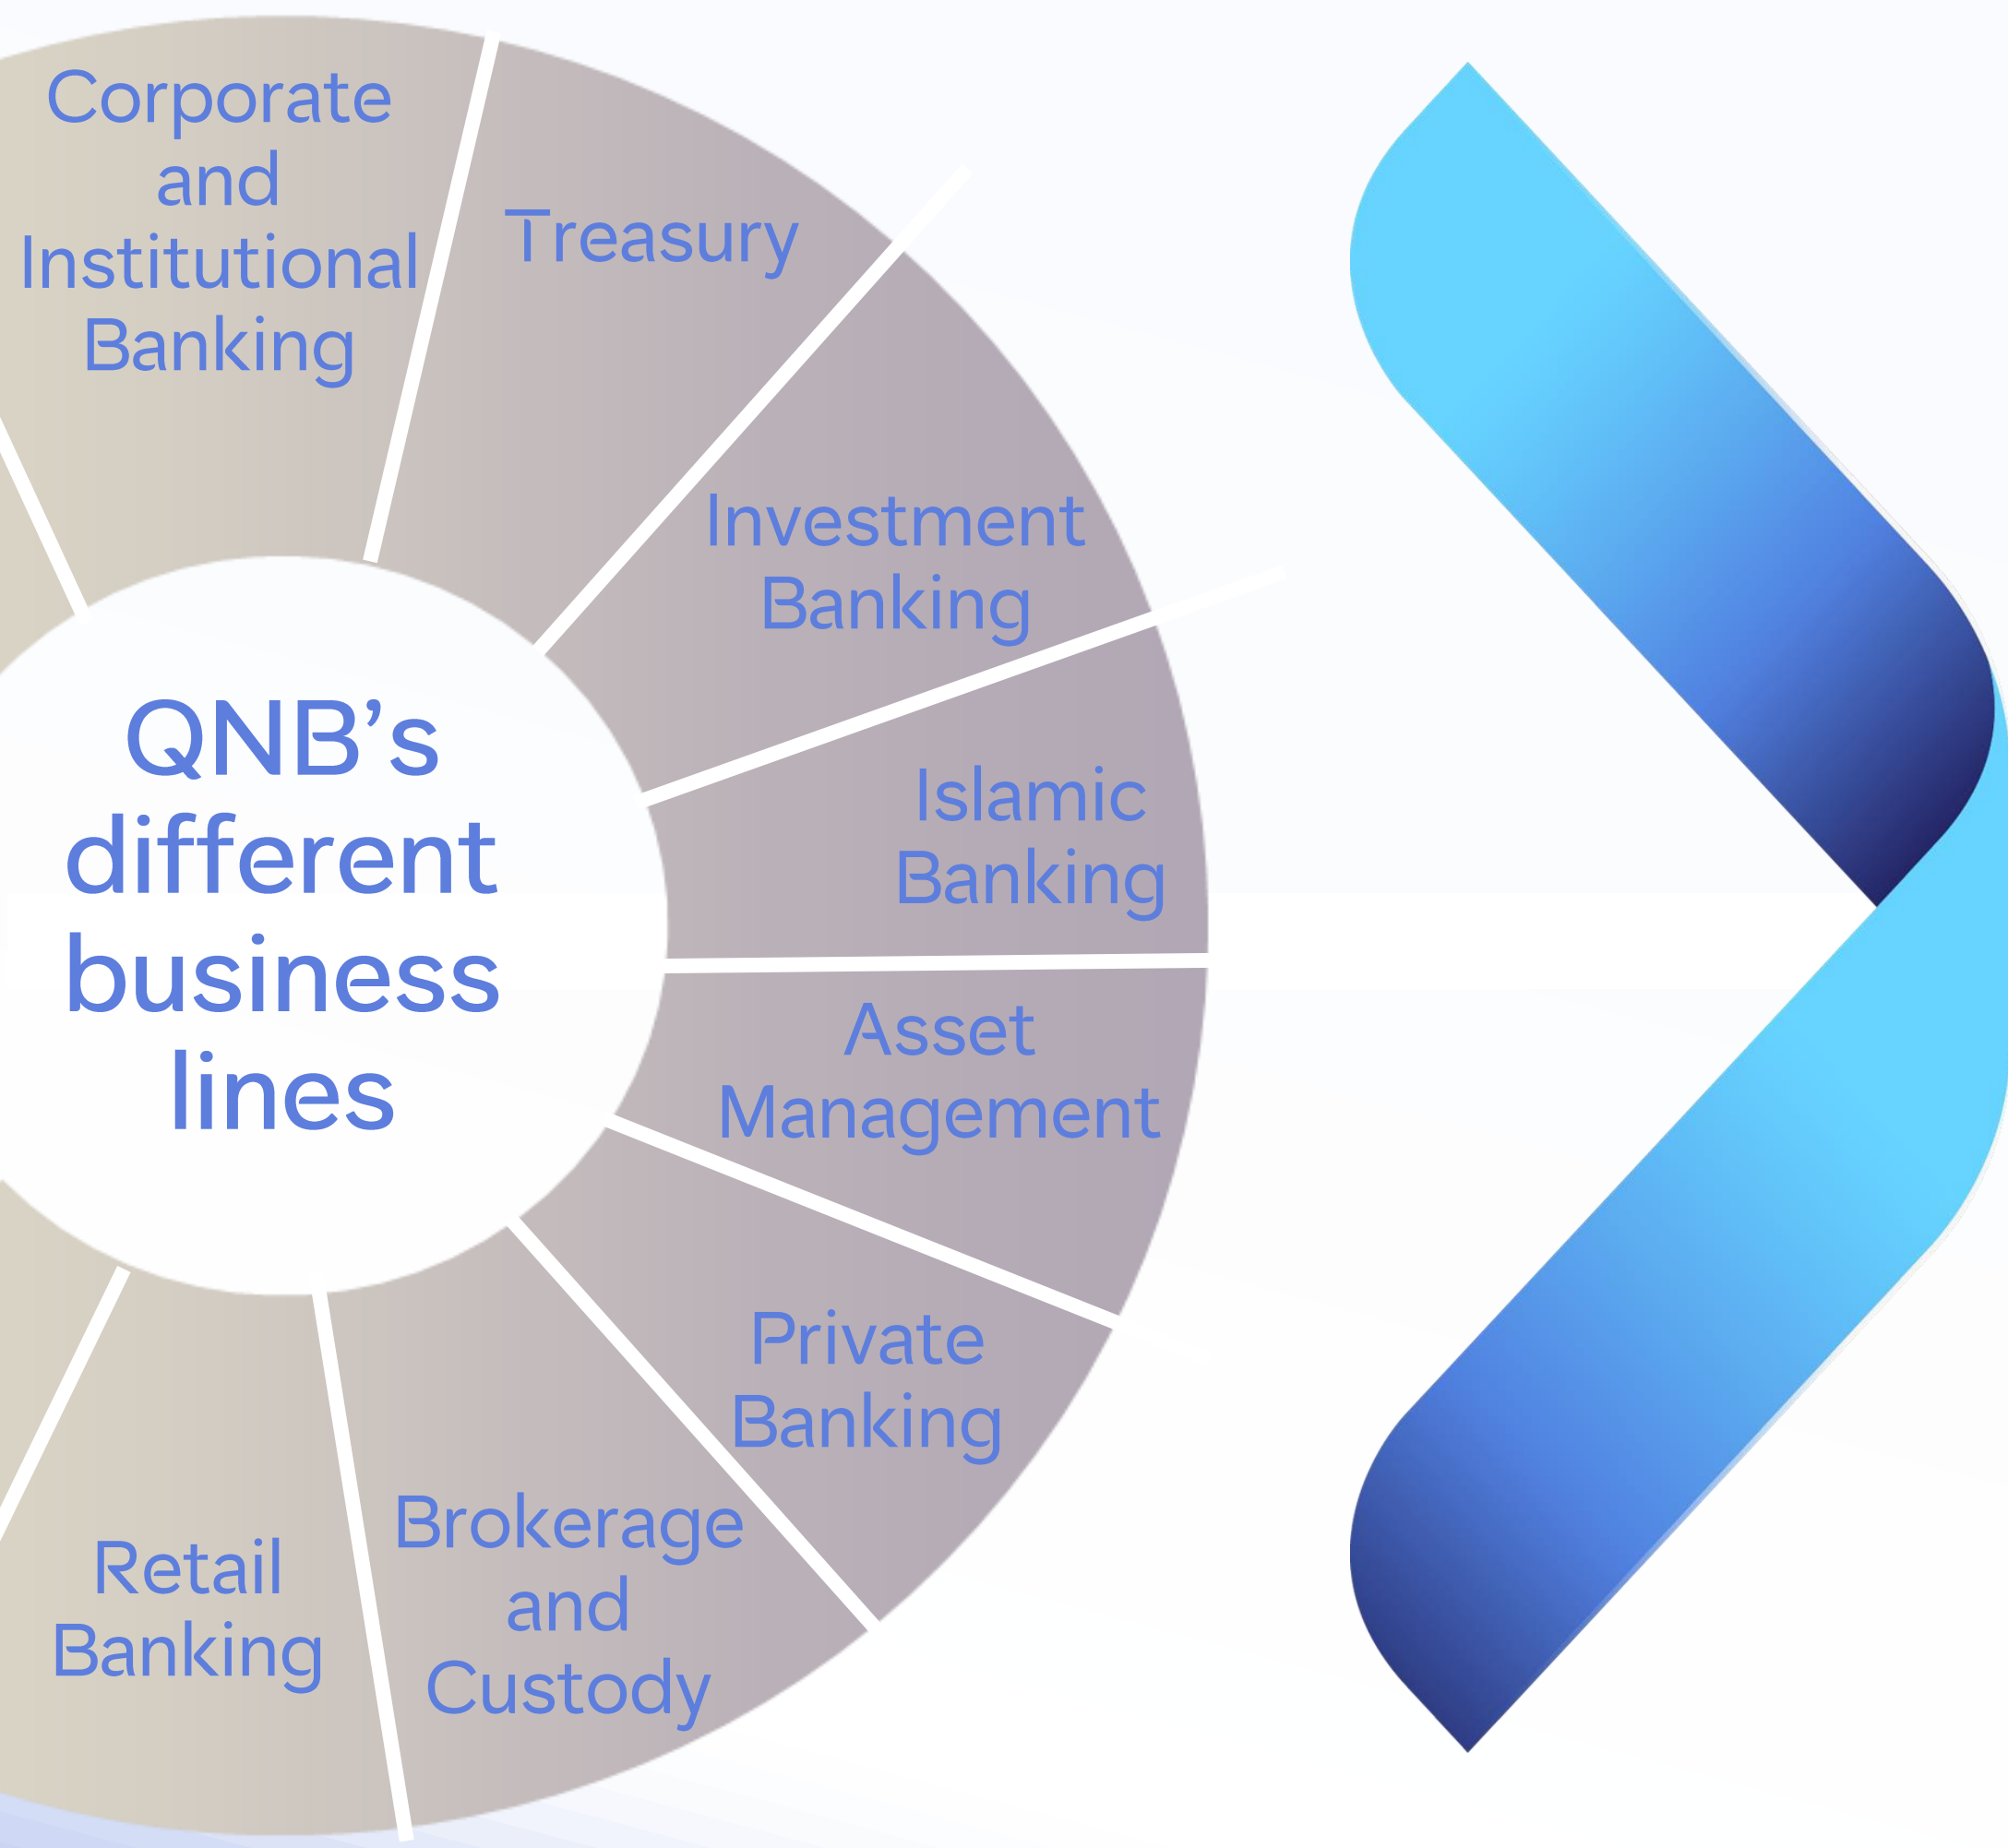 Corporate
and
Institutional
Banking
Treasury
Investment
Banking
Islamic
Banking
Asset
Management
Private
Banking
Brokerage
and
Custody
Retail
Banking
QNB’s
different
business
lines